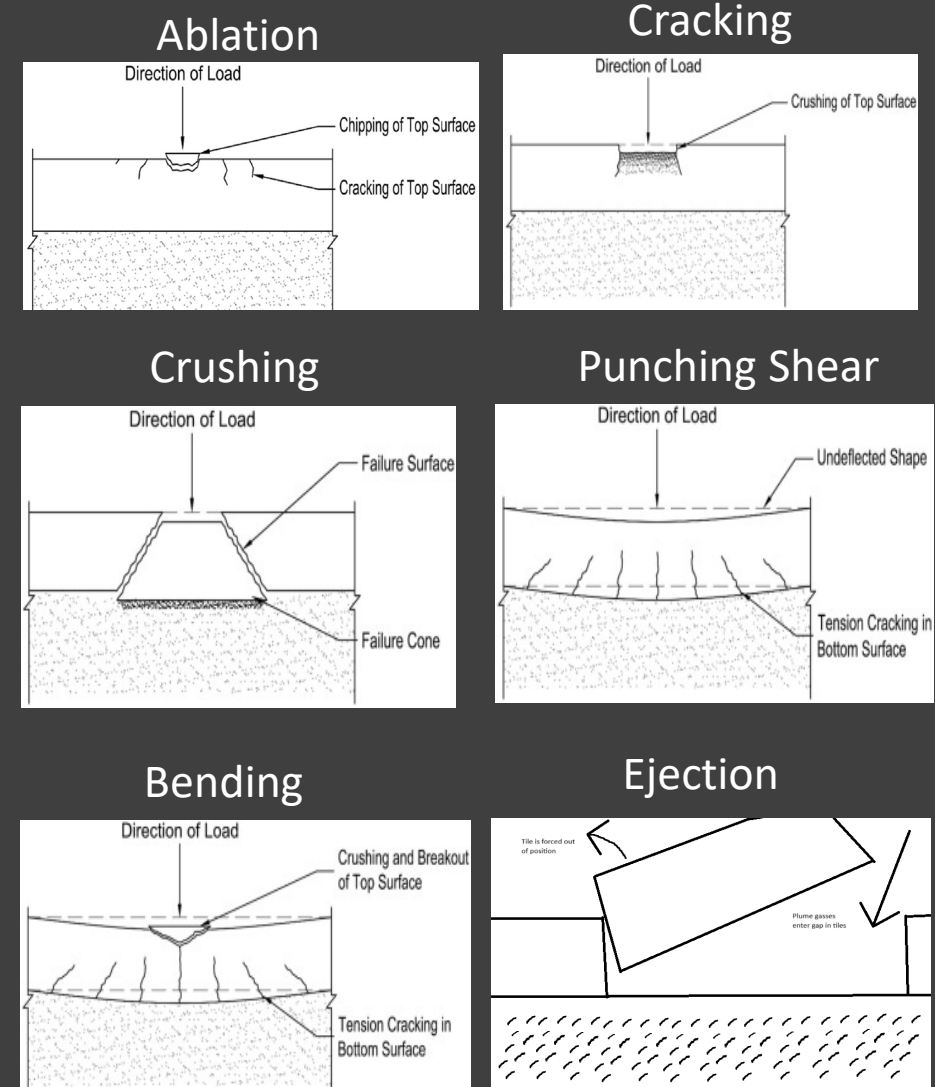 Ablation
Direction of Load
Chipping of Top Surface
Cracking of Top Surface
Cracking
Direction of Load
Crushing of Top Surface
Crushing
Direction of Load
Failure Surface
Failure Cone
Punching Shear
Direction of Load
Undeflected Shape
Tension Cracking in
Bottom Surface
Bending
Direction of Load
Crushing and Breakout
of Top Surface
Tension Cracking in
Bottom Surface
Ejection
Tile is forced out
of position
Plume gasses
enter gap in tiles